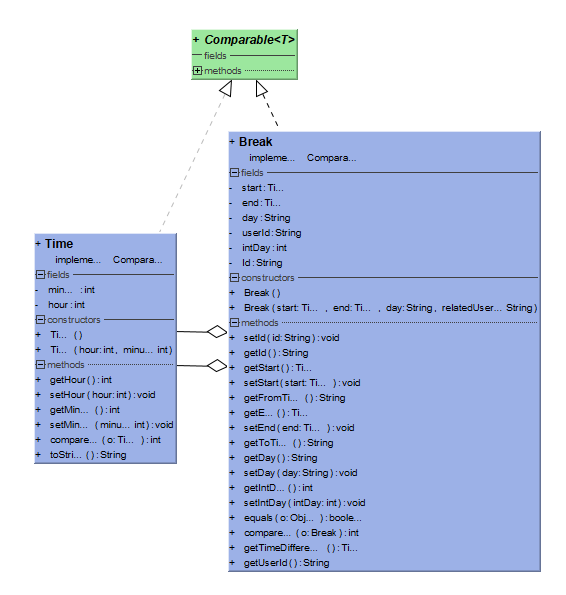 + Comparable<T>
fields
methods
+ Break
impleme... Compara...
fields
- start: Ti...
- end: Ti...
- day: String
- userId: String
- intDay: int
- Id: String
constructors
+ Break ()
+ Break (start: Ti... , end: Ti... , day: String, relatedUser... String)
methods
+ setId (id: String): void
+ getId (): String
+ getStart (): Ti...
+ setStart (start: Ti... ): void
+ getFromTi... (): String
+ getE... (): Ti...
+ setEnd (end: Ti... ): void
+ getToTi... (): String
+ getDay (): String
+ setDay (day: String): void
+ getIntD... (): int
+ setIntDay (intDay: int): void
+ equals (o: Obj... ): boole...
+ compare... (o: Break): int
+ getTimeDiffere... (): Ti...
+ getUserId (): String
+ Time
impleme... Compara...
fields
- min... : int
- hour: int
constructors
+ Ti... ()
+ Ti... (hour: int, minu... int)
methods
+ getHour (): int
+ setHour (hour: int): void
+ getMin... (): int
+ setMin... (minu... int): void
+ compare... (o: Ti... ): int
+ toStri... (): String